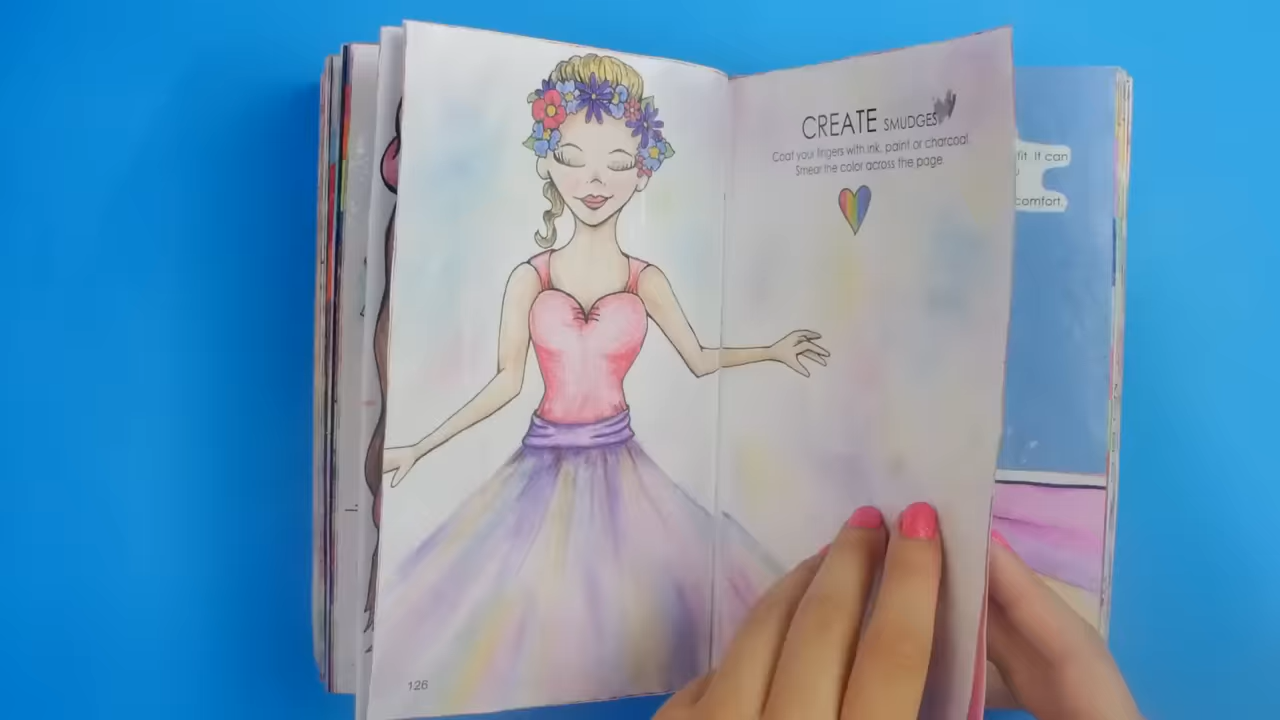 CREATE SMUDGES
Coat your fingers with ink, paint or charcoal.
Smear the color across the page.
fit It can
comfort.
126